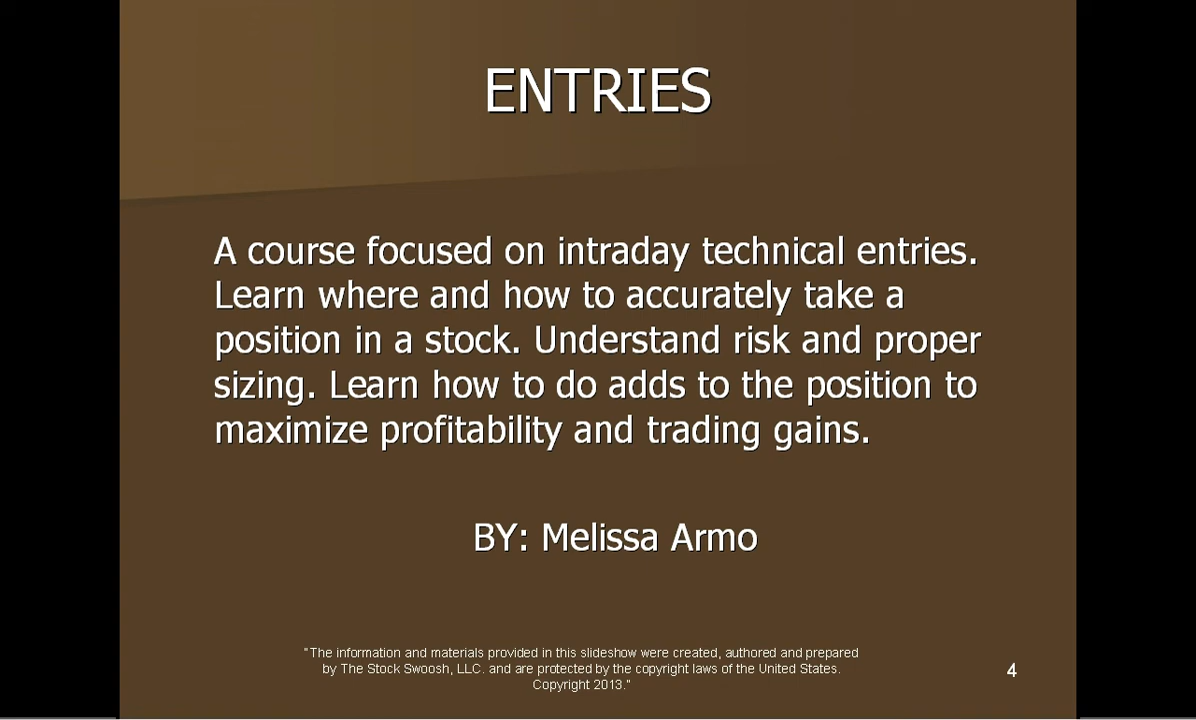 ENTRIES
A course focused on intraday technical entries.
Learn where and how to accurately take a
position in a stock. Understand risk and proper
sizing. Learn how to do adds to the position to
maximize profitability and trading gains.
BY: Melissa Armo
"The information and materials provided in this slideshow were created, authored and prepared
by The Stock Swoosh, LLC. and are protected by the copyright laws of the United States.
Copyright 2013."
4